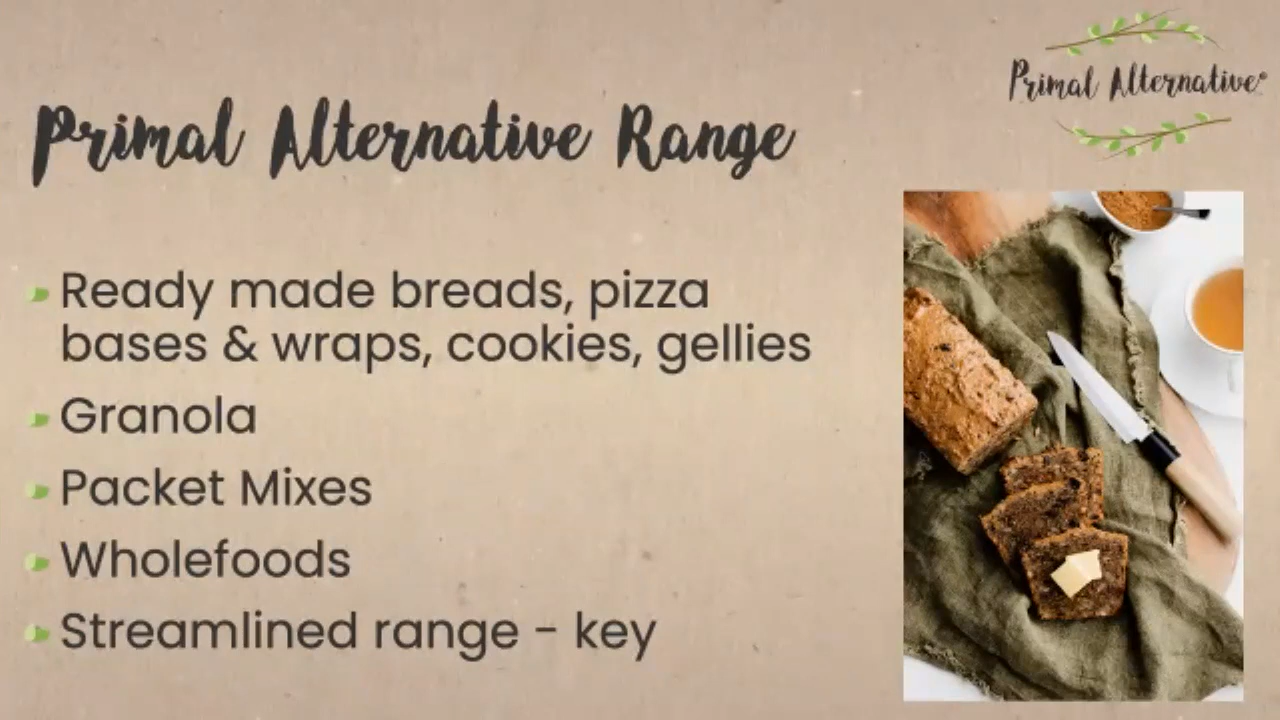 Primal Alternative®
Primal Alternative Range
Ready made breads, pizza
bases & wraps, cookies, gellies
Granola
Packet Mixes
Wholefoods
Streamlined range - key